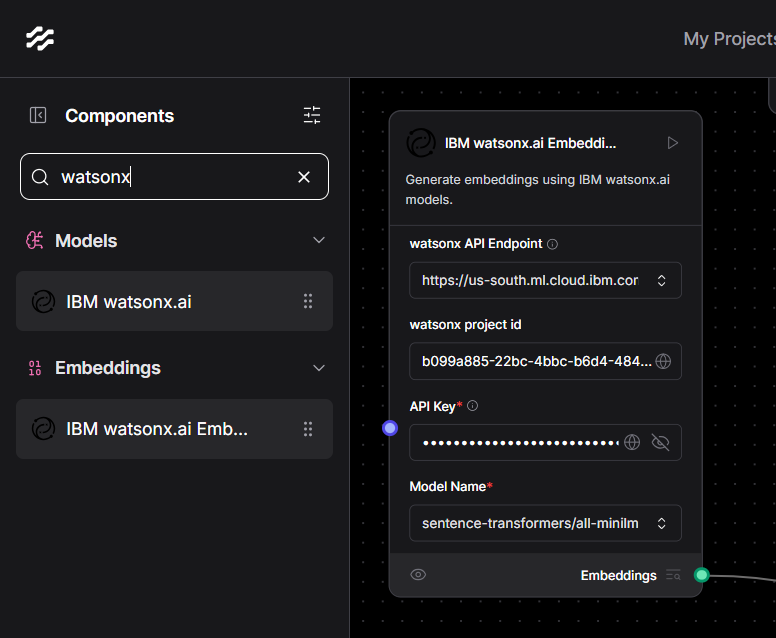 My Projects
Components
watsonx
Models
IBM watsonx.ai
Embeddings
IBM watsonx.ai Emb...
IBM watsonx.ai Embeddi...
Generate embeddings using IBM watsonx.ai
models.
watsonx API Endpoint
https://us-south.ml.cloud.ibm.com
watsonx project id
b099a885-22bc-4bbc-b6d4-484...
API Key*
••••••••••••••••••••••••••
Model Name*
sentence-transformers/all-minilm
Embeddings